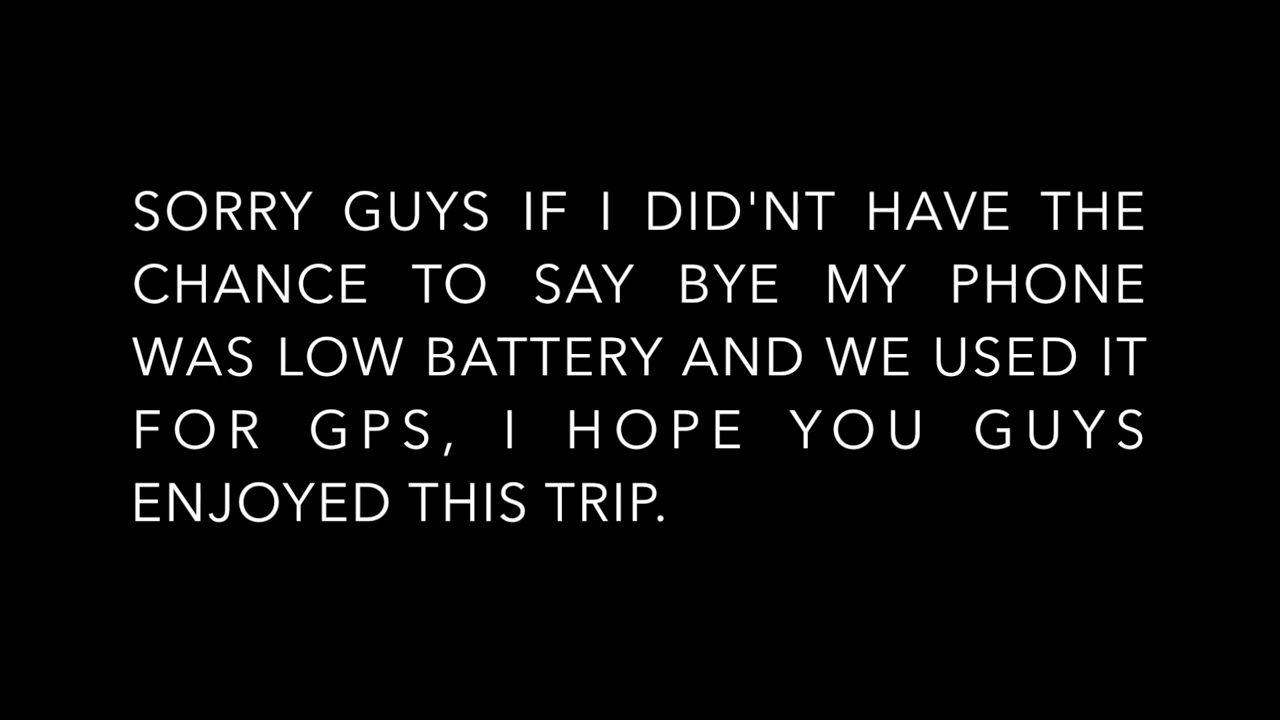 SORRY GUYS IF I DID'NT HAVE THE
CHANCE TO SAY BYE MY PHONE
WAS LOW BATTERY AND WE USED IT
FOR GPS, I HOPE YOU GUYS
ENJOYED THIS TRIP.